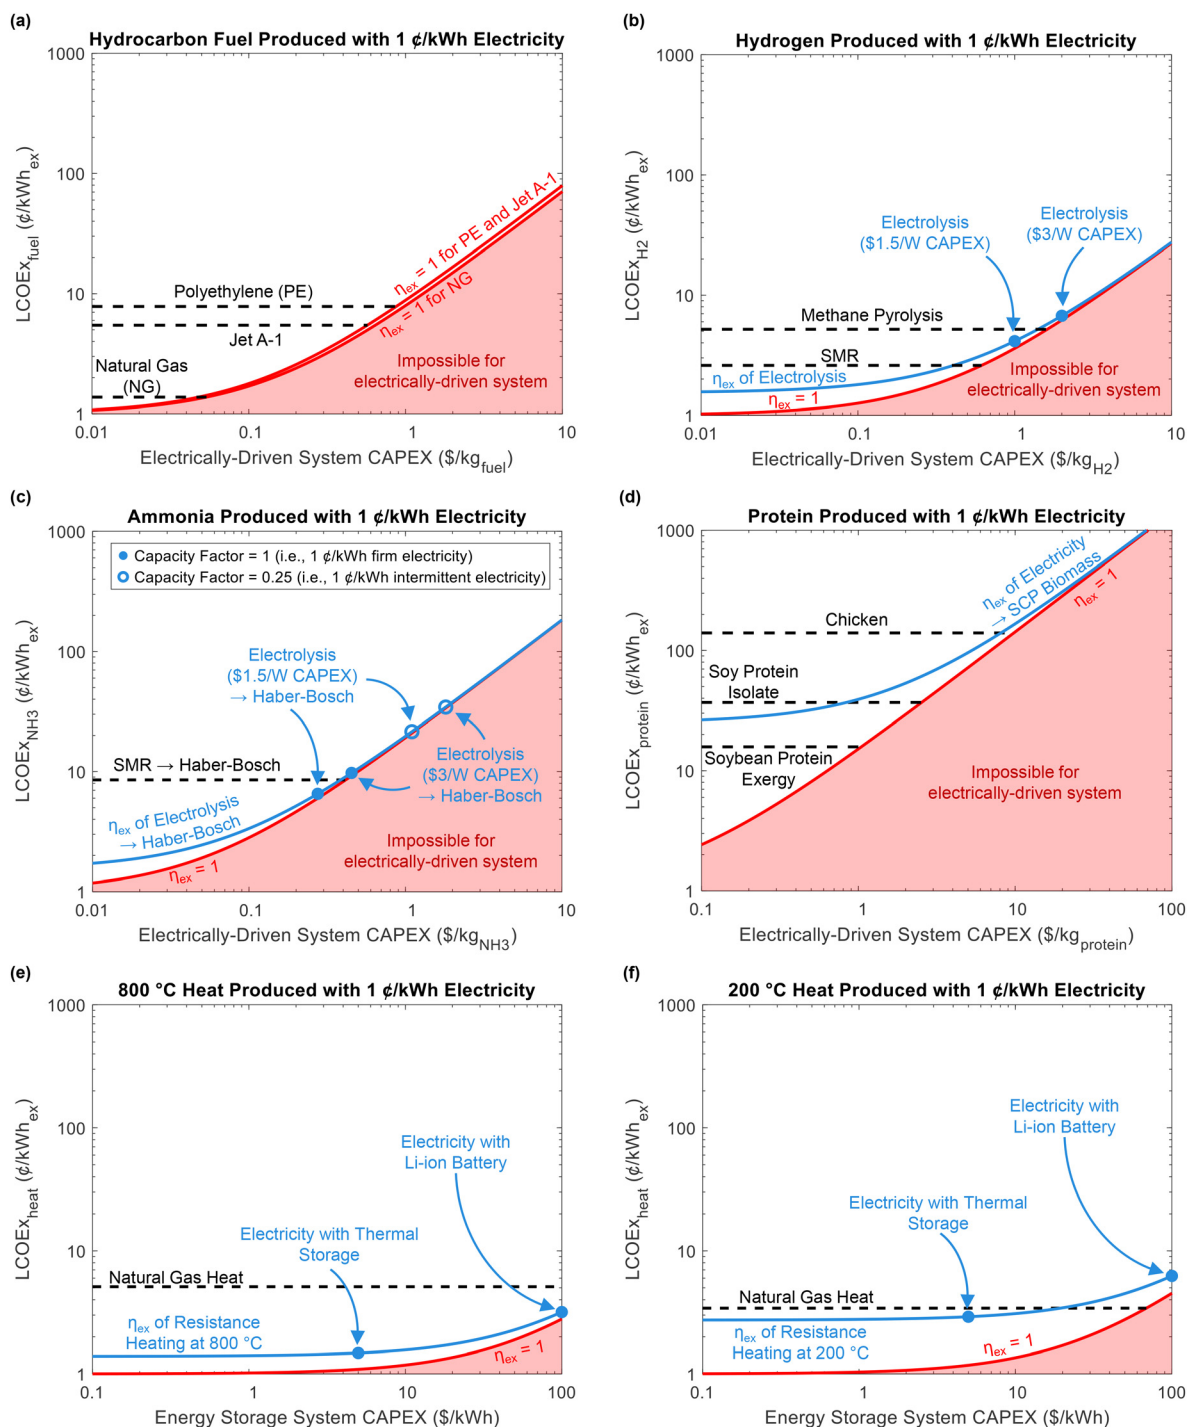 (a)
Hydrocarbon Fuel Produced with 1 ¢/kWh Electricity
1000
100
10
1
LCOEx_fuel (¢/kWh_ex)
η_ex = 1 for PE and Jet A-1
η_ex = 1 for NG
Polyethylene (PE)
Jet A-1
Natural Gas
(NG)
Impossible for
electrically-driven system
0.01
0.1
1
10
Electrically-Driven System CAPEX ($/kg_fuel)
(b)
Hydrogen Produced with 1 ¢/kWh Electricity
1000
100
10
1
LCOEx_H2 (¢/kWh_ex)
Electrolysis
($1.5/W CAPEX)
Electrolysis
($3/W CAPEX)
Methane Pyrolysis
SMR
η_ex of Electrolysis
η_ex = 1
Impossible for
electrically-driven system
0.01
0.1
1
10
Electrically-Driven System CAPEX ($/kg_H2)
(c)
Ammonia Produced with 1 ¢/kWh Electricity
Capacity Factor = 1 (i.e., 1 ¢/kWh firm electricity)
Capacity Factor = 0.25 (i.e., 1 ¢/kWh intermittent electricity)
1000
100
10
1
LCOEx_NH3 (¢/kWh_ex)
Electrolysis
($1.5/W CAPEX)
→ Haber-Bosch
Electrolysis
($3/W CAPEX)
→ Haber-Bosch
SMR → Haber-Bosch
η_ex of Electrolysis
→ Haber-Bosch
η_ex = 1
Impossible for
electrically-driven system
0.01
0.1
1
10
Electrically-Driven System CAPEX ($/kg_NH3)
(d)
Protein Produced with 1 ¢/kWh Electricity
1000
100
10
1
LCOEx_protein (¢/kWh_ex)
η_ex of Electricity
→ SCP Biomass
η_ex = 1
Chicken
Soy Protein
Isolate
Soybean Protein
Exergy
Impossible for
electrically-driven system
0.1
1
10
100
Electrically-Driven System CAPEX ($/kg_protein)
(e)
800 °C Heat Produced with 1 ¢/kWh Electricity
1000
100
10
1
LCOEx_heat (¢/kWh_ex)
Electricity with
Li-ion Battery
Electricity with Thermal
Storage
Natural Gas Heat
η_ex of Resistance
Heating at 800 °C
η_ex = 1
0.1
1
10
100
Energy Storage System CAPEX ($/kWh)
(f)
200 °C Heat Produced with 1 ¢/kWh Electricity
1000
100
10
1
LCOEx_heat (¢/kWh_ex)
Electricity with
Li-ion Battery
Electricity with Thermal
Storage
Natural Gas Heat
η_ex of Resistance
Heating at 200 °C
η_ex = 1
0.1
1
10
100
Energy Storage System CAPEX ($/kWh)